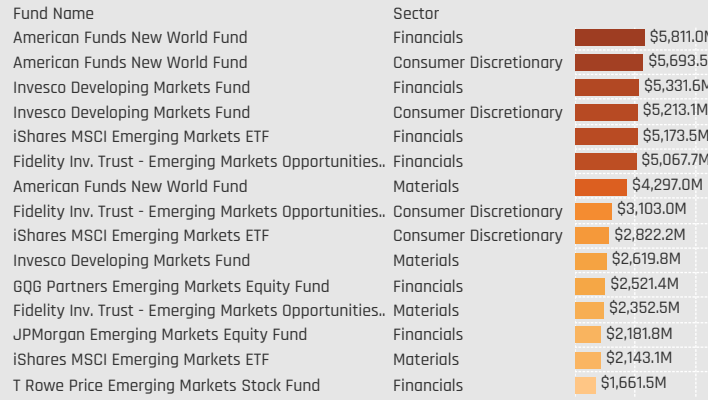 Fund Name Sector
American Funds New World Fund Financials $5,811.0M
American Funds New World Fund Consumer Discretionary $5,693.5
Invesco Developing Markets Fund Financials $5,331.6M
Invesco Developing Markets Fund Consumer Discretionary $5,213.1M
iShares MSCI Emerging Markets ETF Financials $5,173.5M
Fidelity Inv. Trust - Emerging Markets Opportunities.. Financials $5,067.7M
American Funds New World Fund Materials $4,297.0M
Fidelity Inv. Trust - Emerging Markets Opportunities.. Consumer Discretionary $3,103.0M
iShares MSCI Emerging Markets ETF Consumer Discretionary $2,822.2M
Invesco Developing Markets Fund Materials $2,619.8M
GQG Partners Emerging Markets Equity Fund Financials $2,521.4M
Fidelity Inv. Trust - Emerging Markets Opportunities.. Materials $2,352.5M
JPMorgan Emerging Markets Equity Fund Financials $2,181.8M
iShares MSCI Emerging Markets ETF Materials $2,143.1M
T Rowe Price Emerging Markets Stock Fund Financials $1,661.5M